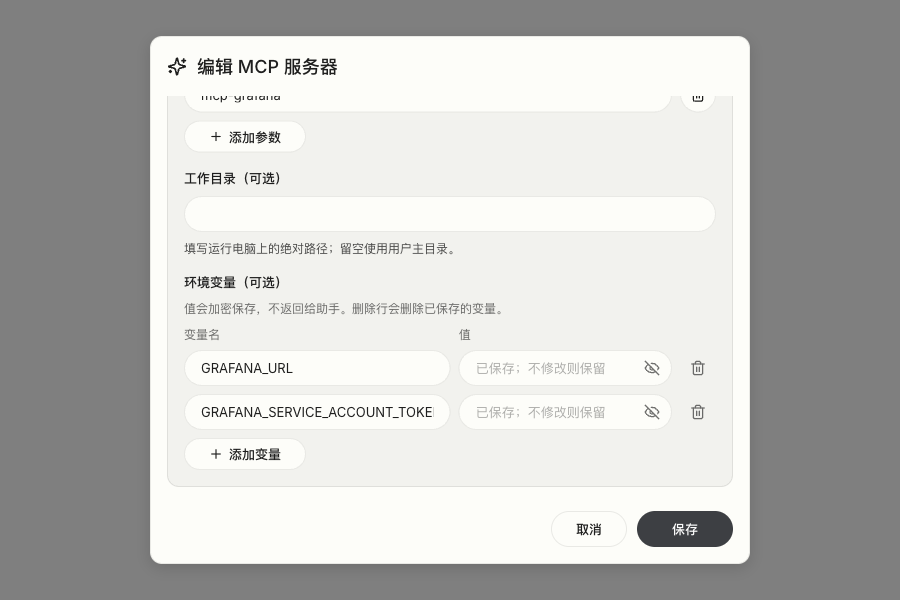 编辑 MCP 服务器
mcp-grafana
+ 添加参数
工作目录（可选）
填写运行电脑上的绝对路径；留空使用用户主目录。
环境变量（可选）
值会加密保存，不返回给助手。删除行会删除已保存的变量。
变量名 值
GRAFANA_URL 已保存；不修改则保留
GRAFANA_SERVICE_ACCOUNT_TOKE 已保存；不修改则保留
+ 添加变量
取消 保存